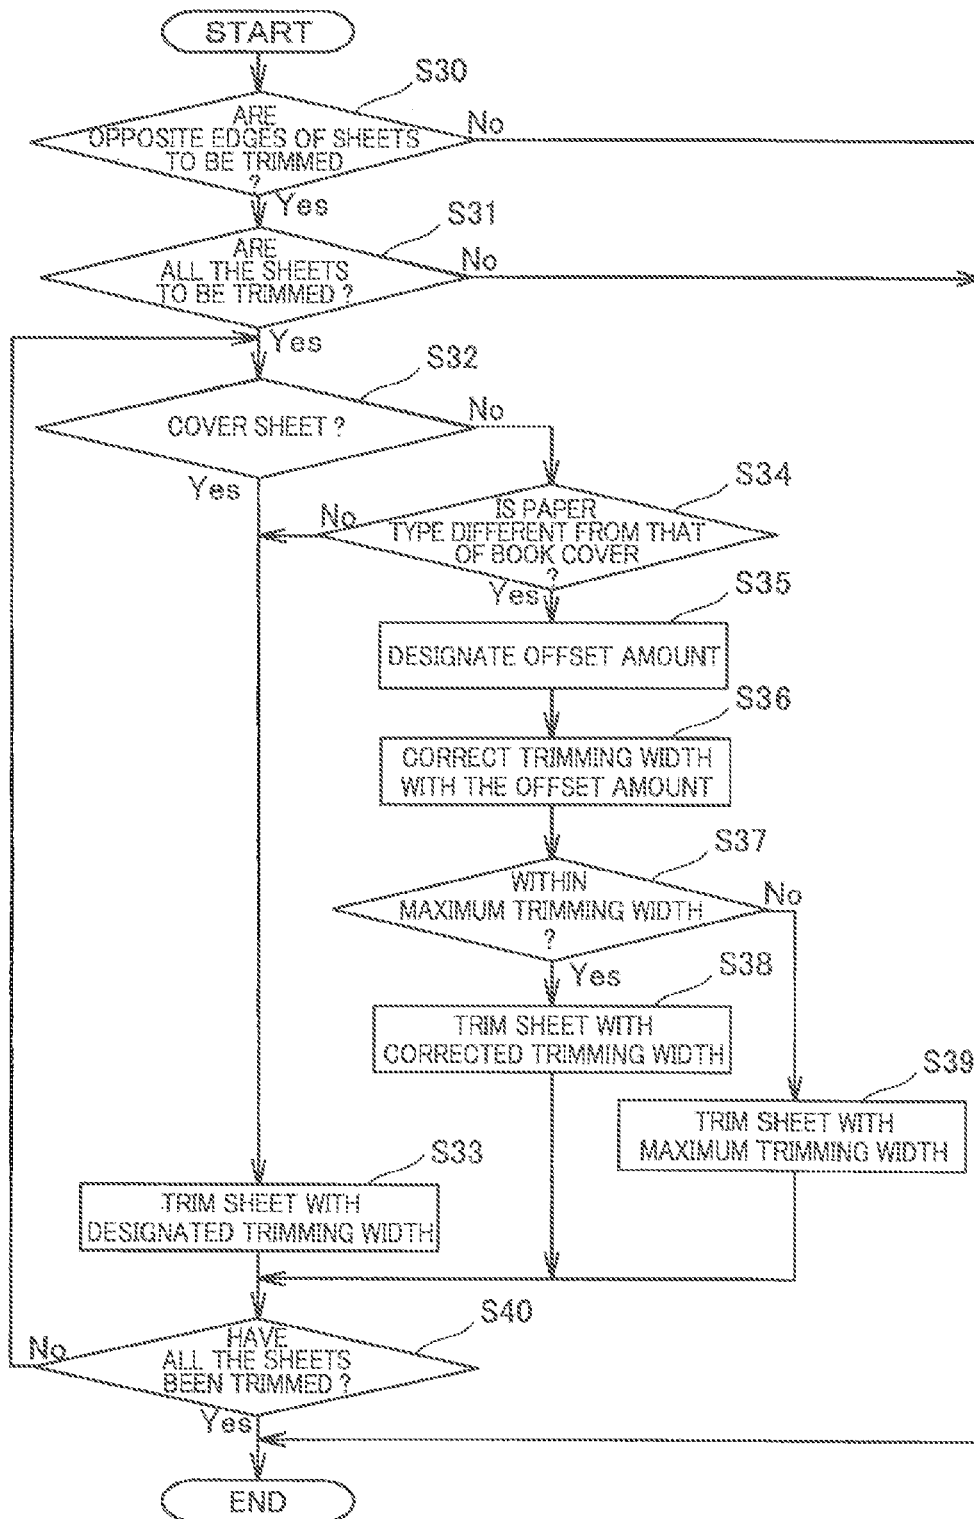 START
S30
ARE
OPPOSITE EDGES OF SHEETS
TO BE TRIMMED
?
No
Yes
S31
ARE
ALL THE SHEETS
TO BE TRIMMED ?
No
Yes
S32
COVER SHEET ?
No
Yes
S34
IS PAPER
TYPE DIFFERENT FROM THAT
OF BOOK COVER
?
No
Yes
S35
DESIGNATE OFFSET AMOUNT
S36
CORRECT TRIMMING WIDTH
WITH THE OFFSET AMOUNT
S37
WITHIN
MAXIMUM TRIMMING WIDTH
?
No
Yes
S38
TRIM SHEET WITH
CORRECTED TRIMMING WIDTH
S39
TRIM SHEET WITH
MAXIMUM TRIMMING WIDTH
S33
TRIM SHEET WITH
DESIGNATED TRIMMING WIDTH
S40
HAVE
ALL THE SHEETS
BEEN TRIMMED ?
No
Yes
END